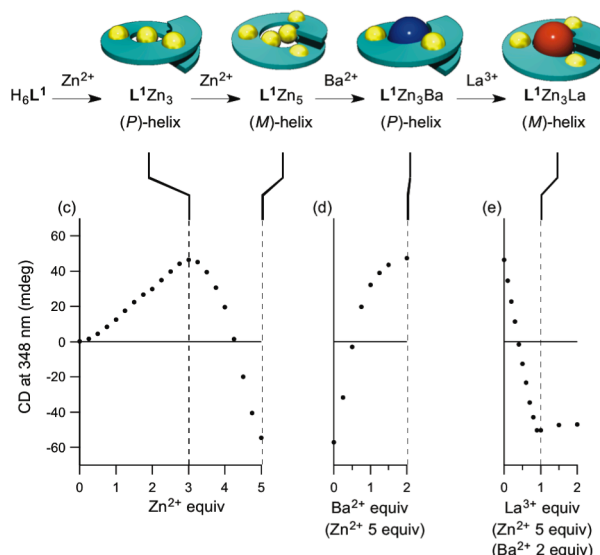 L¹Zn₃ L¹Zn₅ L¹Zn₃Ba L¹Zn₃La
H₆L¹ Zn²⁺ Zn²⁺ Ba²⁺ La³⁺
(P)-helix (M)-helix (P)-helix (M)-helix
(c) (d) (e)
CD at 348 nm (mdeg)
60
40
20
0
-20
-40
-60
0 1 2 3 4 5 0 1 2 0 1 2
Zn²⁺ equiv Ba²⁺ equiv La³⁺ equiv
(Zn²⁺ 5 equiv) (Zn²⁺ 5 equiv)
(Ba²⁺ 2 equiv)